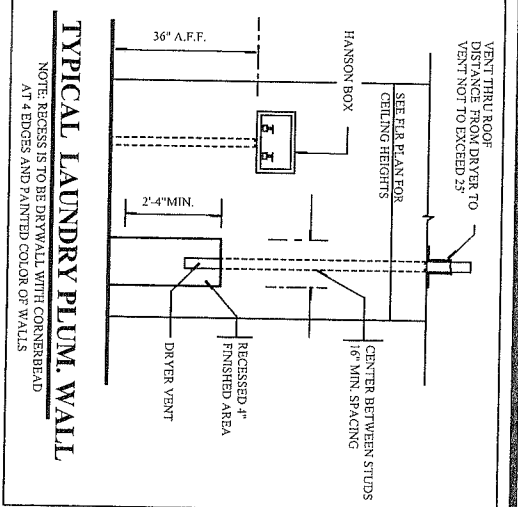 VENT THRU ROOF
DISTANCE FROM DRYER TO
VENT NOT TO EXCEED 25'
SEE FLR PLAN FOR
CEILING HEIGHTS
HANSON BOX
36" A.F.F.
CENTER BETWEEN STUDS
16" MIN. SPACING
2'-4"MIN.
RECESSED 4"
FINISHED AREA
DRYER VENT
TYPICAL LAUNDRY PLUM. WALL
NOTE: RECESS IS TO BE DRYWALL WITH CORNERBEAD
AT 4 EDGES AND PAINTED COLOR OF WALLS